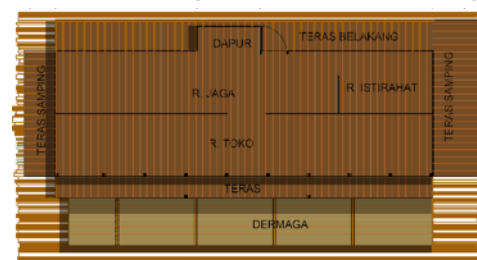 DAPUR
TERAS BELAKANG
R. JAGA
R. ISTIRAHAT
TERAS SAMPING
TERAS SAMPING
R. TOKO
TERAS
DERMAGA